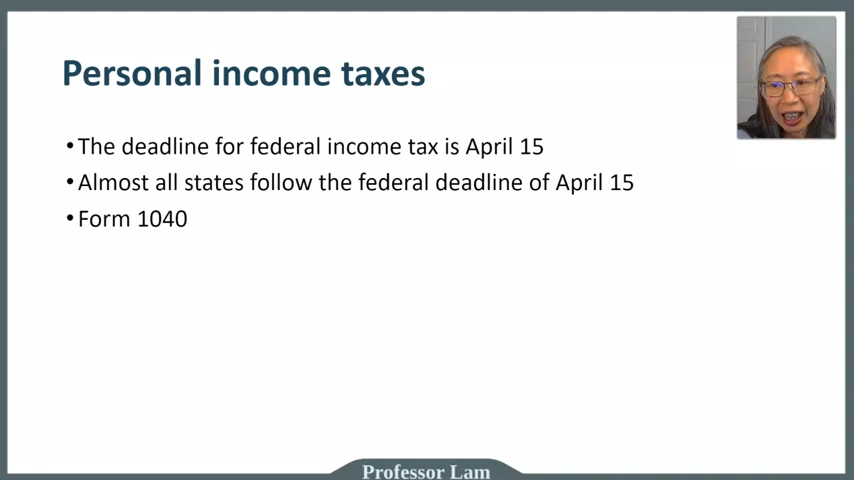 Personal income taxes
•The deadline for federal income tax is April 15
•Almost all states follow the federal deadline of April 15
•Form 1040
Professor Lam